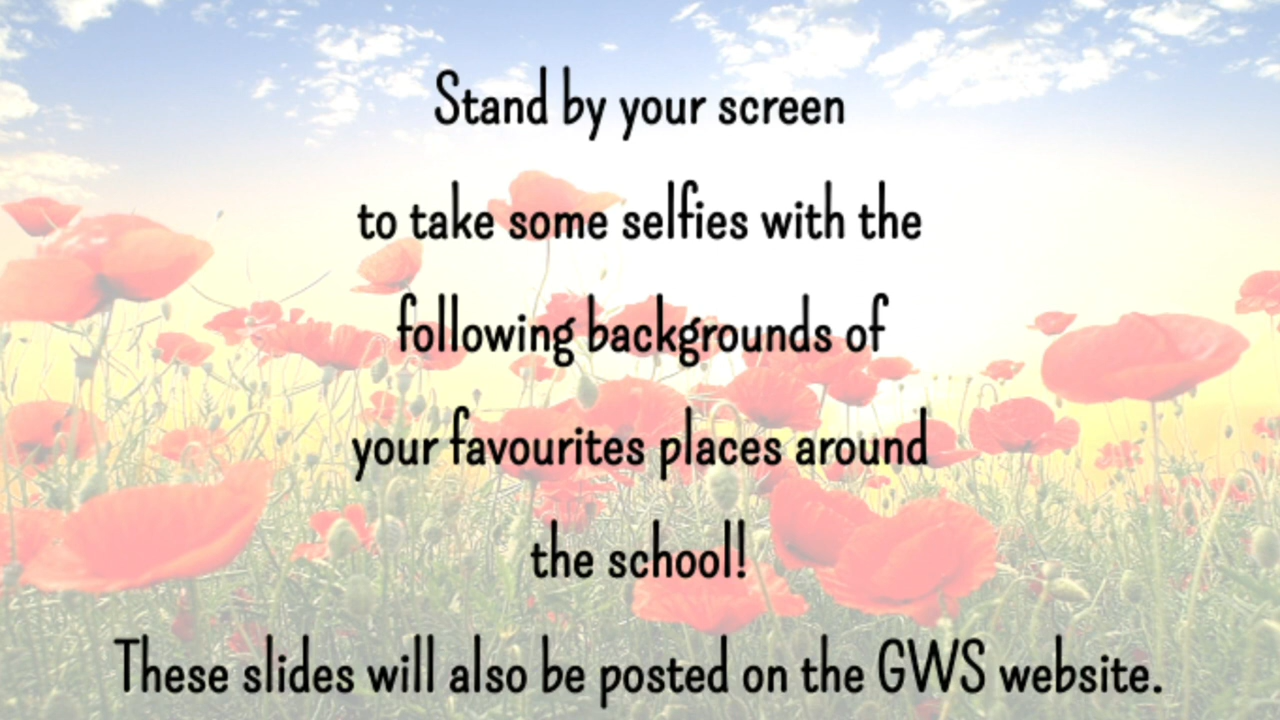 Stand by your screen
to take some selfies with the
following backgrounds of
your favourites places around
the school!
These slides will also be posted on the GWS website.